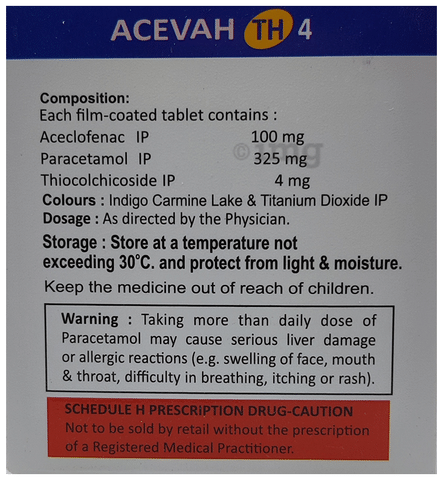 ACEVAH TH 4
Composition:
Each film-coated tablet contains :
Aceclofenac IP 100 mg
Paracetamol IP 325 mg
Thiocolchicoside IP 4 mg
Colours : Indigo Carmine Lake & Titanium Dioxide IP
Dosage : As directed by the Physician.
Storage : Store at a temperature not
exceeding 30°C. and protect from light & moisture.
Keep the medicine out of reach of children.
Warning : Taking more than daily dose of
Paracetamol may cause serious liver damage
or allergic reactions (e.g. swelling of face, mouth
& throat, difficulty in breathing, itching or rash).
SCHEDULE H PRESCRiPTION DRUG-CAUTION
Not to be sold by retail without the prescription
of a Registered Medical Practitioner.